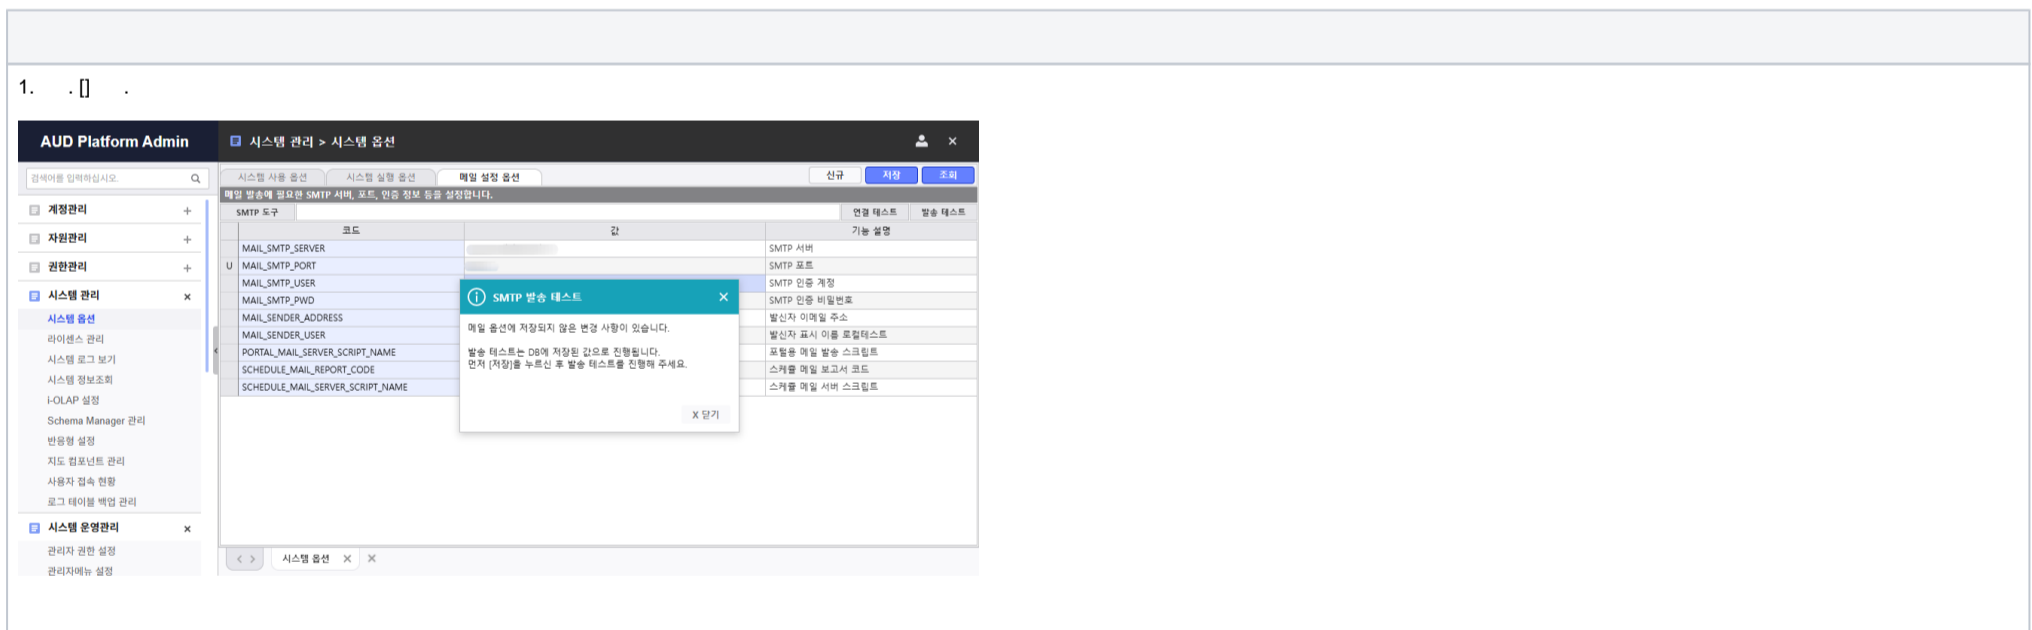 1. . [] .
AUD Platform Admin
시스템 관리 > 시스템 옵션
검색어를 입력하십시오.
시스템 사용 옵션 시스템 실행 옵션 메일 설정 옵션 신규 저장 조회
메일 발송에 필요한 SMTP 서버, 포트, 인증 정보 등을 설정합니다.
SMTP 도구 연결 테스트 발송 테스트
코드 값 기능 설명
MAIL_SMTP_SERVER SMTP 서버
U MAIL_SMTP_PORT SMTP 포트
MAIL_SMTP_USER SMTP 인증 계정
MAIL_SMTP_PWD SMTP 인증 비밀번호
MAIL_SENDER_ADDRESS 발신자 이메일 주소
MAIL_SENDER_USER 발신자 표시 이름 로컬테스트
PORTAL_MAIL_SERVER_SCRIPT_NAME 포털용 메일 발송 스크립트
SCHEDULE_MAIL_REPORT_CODE 스케쥴 메일 보고서 코드
SCHEDULE_MAIL_SERVER_SCRIPT_NAME 스케쥴 메일 서버 스크립트
SMTP 발송 테스트
메일 옵션에 저장되지 않은 변경 사항이 있습니다.
발송 테스트는 DB에 저장된 값으로 진행됩니다.
먼저 [저장]을 누르신 후 발송 테스트를 진행해 주세요.
X 닫기
계정관리
자원관리
권한관리
시스템 관리
시스템 옵션
라이센스 관리
시스템 로그 보기
시스템 정보조회
i-OLAP 설정
Schema Manager 관리
반응형 설정
지도 컴포넌트 관리
사용자 접속 현황
로그 테이블 백업 관리
시스템 운영관리
관리자 권한 설정
관리자메뉴 설정
시스템 옵션